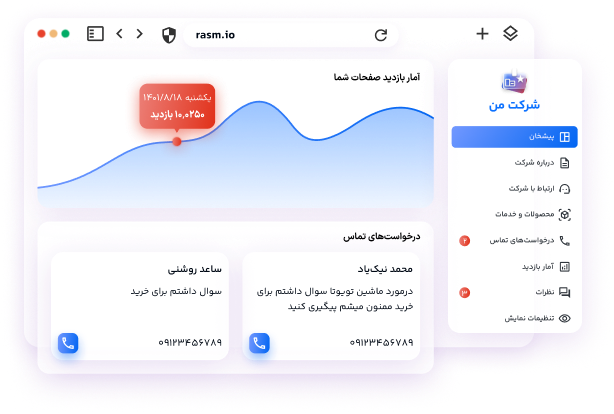 rasm.io
آمار بازدید صفحات شما
یکشنبه ۱۴۰۱/۸/۱۸
۱۰,۰۲۵۰ بازدید
شرکت من
پیشخان
درباره شرکت
ارتباط با شرکت
محصولات و خدمات
درخواست‌های تماس
۲
آمار بازدید
نظرات
۳
تنظیمات نمایش
درخواست‌های تماس
محمد نیک‌یاد
درمورد ماشین تویوتا سوال داشتم برای
خرید ممنون میشم پیگیری کنید
۰۹۱۲۳۴۵۶۷۸۹
ساعد روشنی
سوال داشتم برای خرید
۰۹۱۲۳۴۵۶۷۸۹